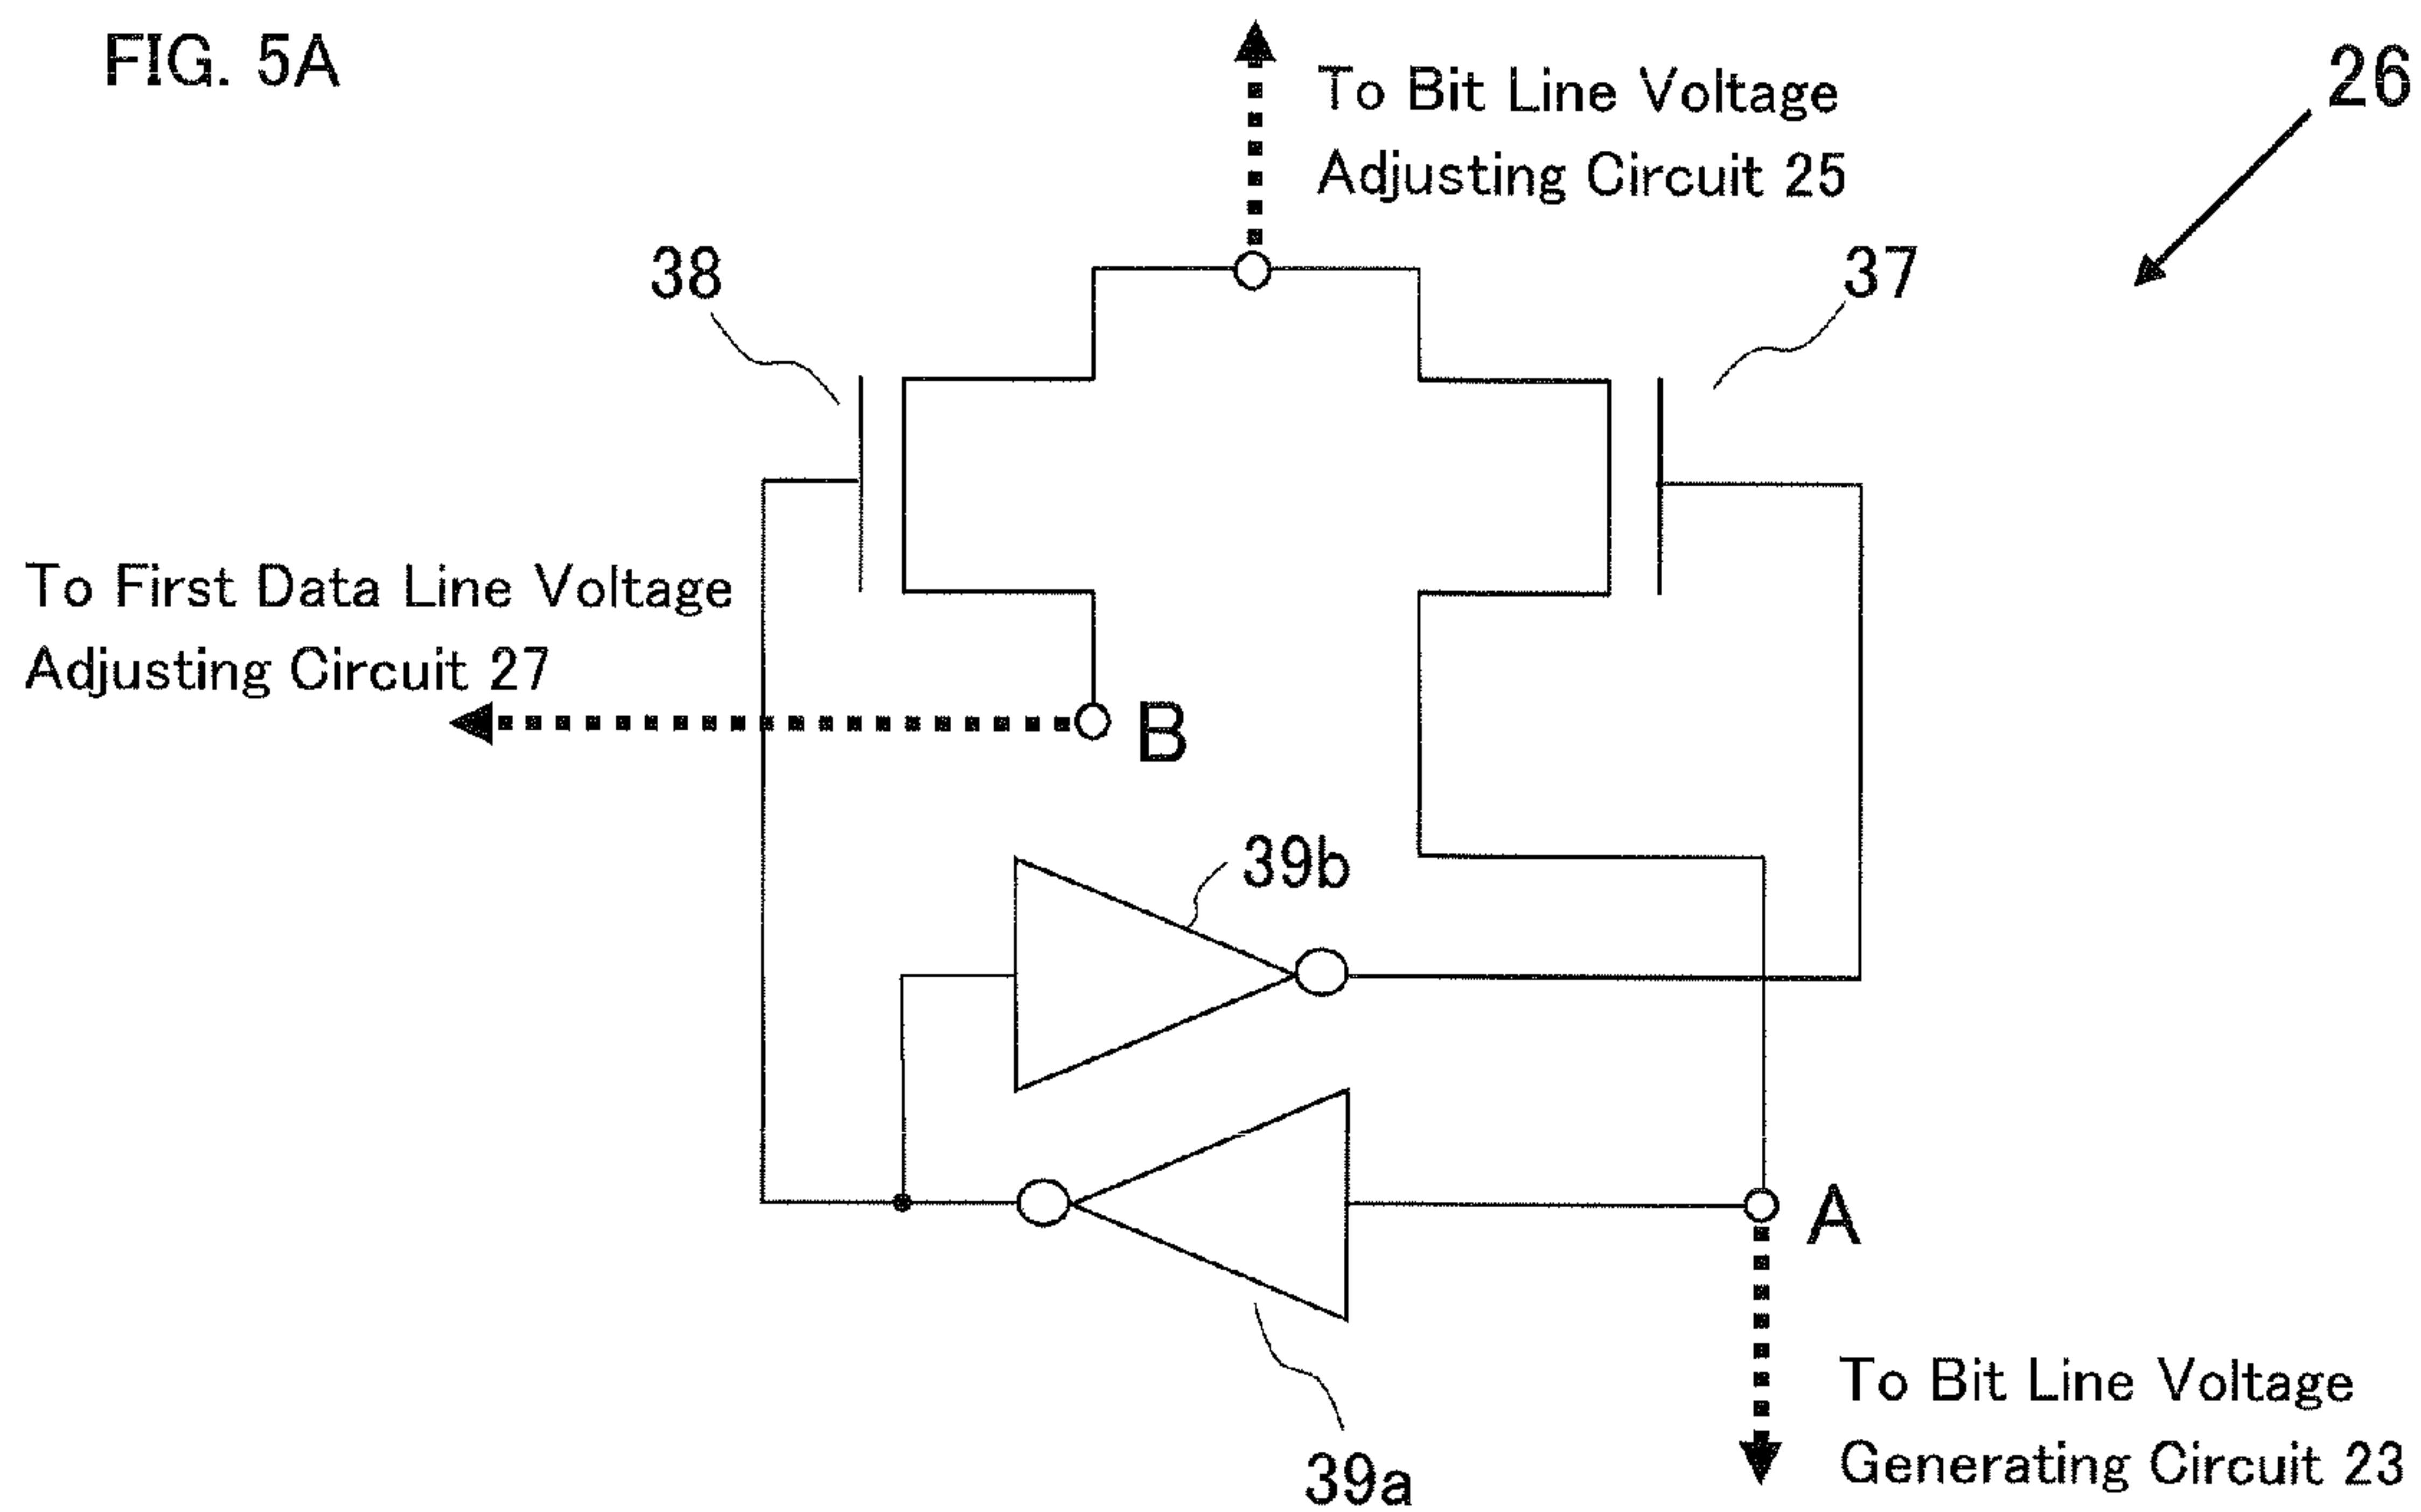 FIG. 5A
To Bit Line Voltage
Adjusting Circuit 25
26
38
37
To First Data Line Voltage
Adjusting Circuit 27
B
39b
A
To Bit Line Voltage
Generating Circuit 23
39a